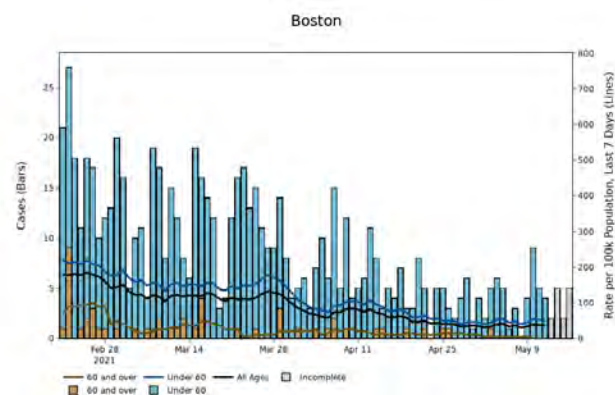 Boston
800
700
600
500
400
300
200
100
0
25
20
15
10
5
0
Cases (Bars)
Rate per 100k Population, Last 7 Days (Lines)
Feb 28
2021
Mar 14
Mar 28
Apr 11
Apr 25
May 9
60 and over
Under 60
All Ages
Incomplete
60 and over
Under 60